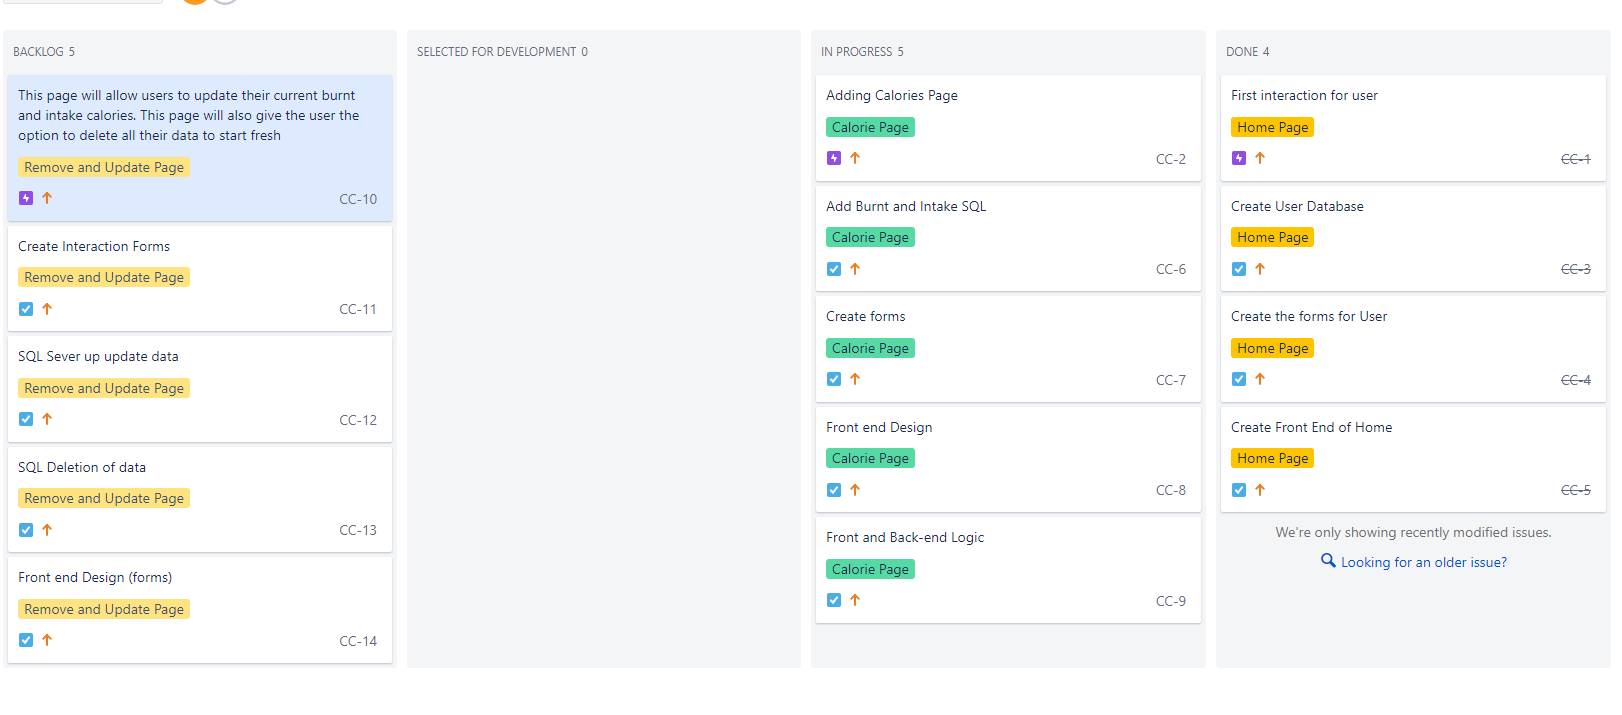 BACKLOG 5
This page will allow users to update their current burnt
and intake calories. This page will also give the user the
option to delete all their data to start fresh
Remove and Update Page
CC-10
Create Interaction Forms
Remove and Update Page
CC-11
SQL Sever up update data
Remove and Update Page
CC-12
SQL Deletion of data
Remove and Update Page
CC-13
Front end Design (forms)
Remove and Update Page
CC-14
SELECTED FOR DEVELOPMENT 0
IN PROGRESS 5
Adding Calories Page
Calorie Page
CC-2
Add Burnt and Intake SQL
Calorie Page
CC-6
Create forms
Calorie Page
CC-7
Front end Design
Calorie Page
CC-8
Front and Back-end Logic
Calorie Page
CC-9
DONE 4
First interaction for user
Home Page
CC-1
Create User Database
Home Page
CC-3
Create the forms for User
Home Page
CC-4
Create Front End of Home
Home Page
CC-5
We're only showing recently modified issues.
Looking for an older issue?